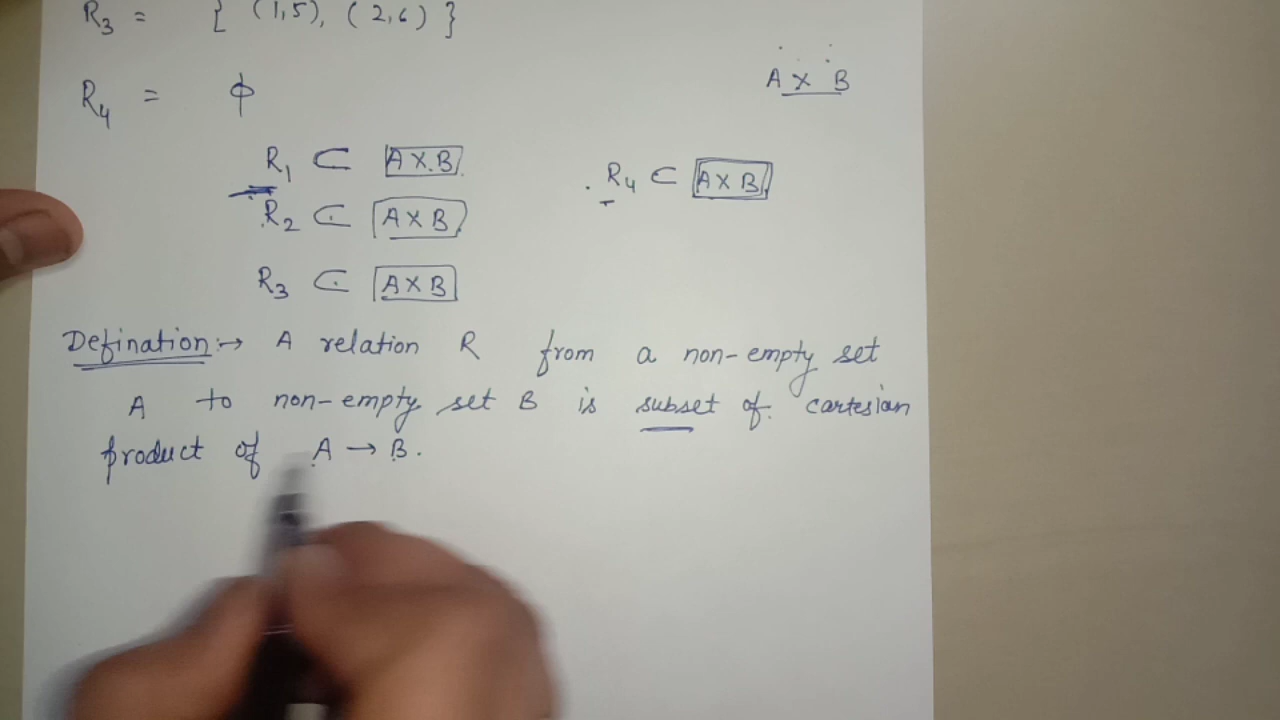 R3 = { (1,5), (2,6) }
A × B
R4 = ϕ
R1 ⊂ A×B
R4 ⊂ A×B
R2 ⊂ A×B
R3 ⊂ A×B
Defination:→ A relation R from a non-empty set
A to non-empty set B is subset of cartesian
product of A → B.